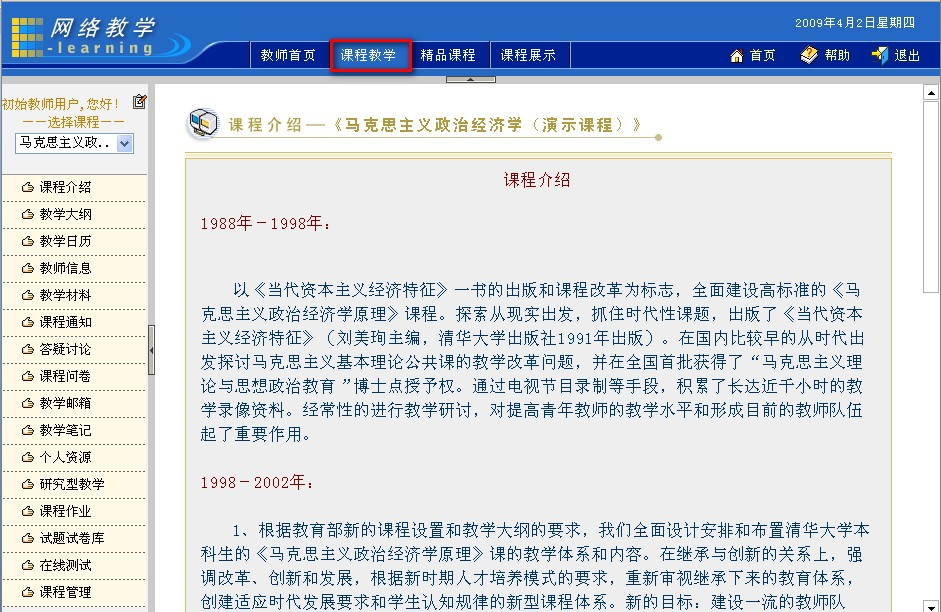 网络教学
-learning
2009年4月2日星期四
教师首页 课程教学 精品课程 课程展示
首页 帮助 退出
初始教师用户,您好!
——选择课程——
马克思主义政..
课程介绍
教学大纲
教学日历
教师信息
教学材料
课程通知
答疑讨论
课程问卷
教学邮箱
教学笔记
个人资源
研究型教学
课程作业
试题试卷库
在线测试
课程管理
课程介绍—《马克思主义政治经济学（演示课程）》
课程介绍
1988年－1998年：
以《当代资本主义经济特征》一书的出版和课程改革为标志，全面建设高标准的《马
克思主义政治经济学原理》课程。探索从现实出发，抓住时代性课题，出版了《当代资本
主义经济特征》（刘美珣主编，清华大学出版社1991年出版）。在国内比较早的从时代出
发探讨马克思主义基本理论公共课的教学改革问题，并在全国首批获得了“马克思主义理
论与思想政治教育”博士点授予权。通过电视节目录制等手段，积累了长达近千小时的教
学录像资料。经常性的进行教学研讨，对提高青年教师的教学水平和形成目前的教师队伍
起了重要作用。
1998－2002年：
1、根据教育部新的课程设置和教学大纲的要求，我们全面设计安排和布置清华大学本
科生的《马克思主义政治经济学原理》课的教学体系和内容。在继承与创新的关系上，强
调改革、创新和发展，根据新时期人才培养模式的要求，重新审视继承下来的教育体系，
创建适应时代发展要求和学生认知规律的新型课程体系。新的目标：建设一流的教师队